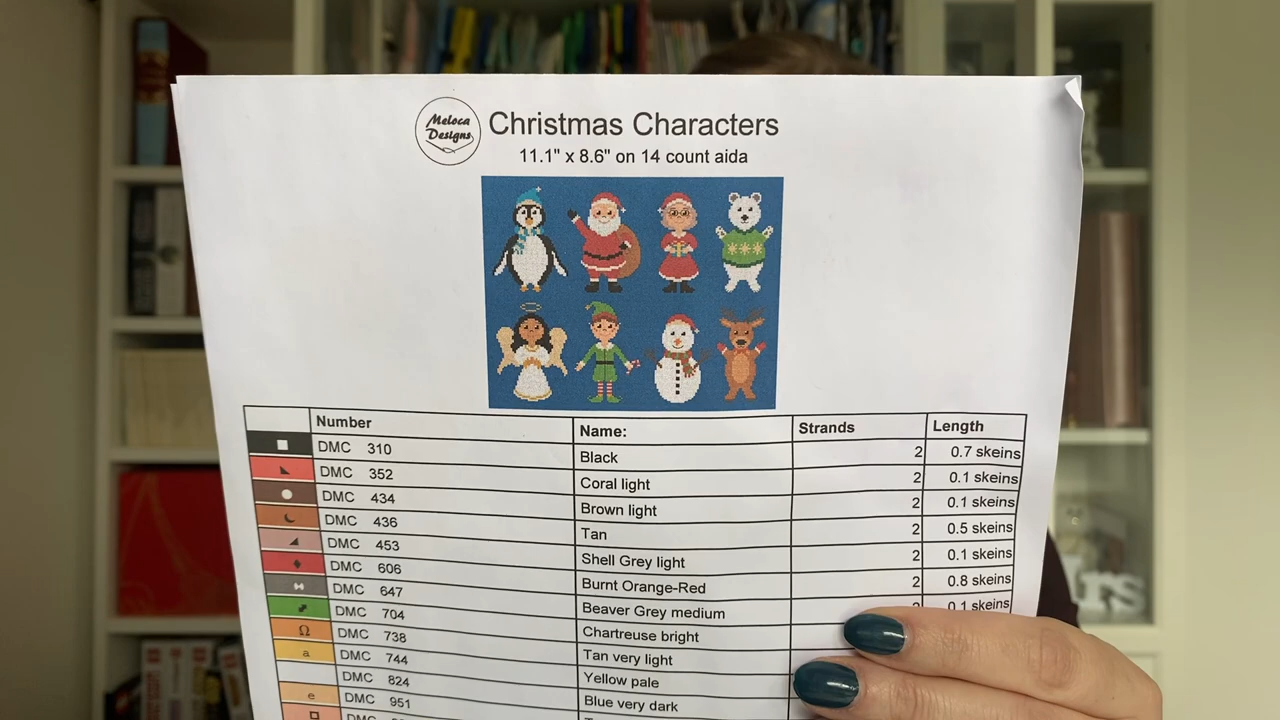 Meloca
Designs
Christmas Characters
11.1" x 8.6" on 14 count aida
Number Name: Strands Length
DMC 310 Black 2 0.7 skeins
DMC 352 Coral light 2 0.1 skeins
DMC 434 Brown light 2 0.1 skeins
DMC 436 Tan 2 0.5 skeins
DMC 453 Shell Grey light 2 0.1 skeins
DMC 606 Burnt Orange-Red 2 0.8 skeins
DMC 647 Beaver Grey medium 2 0.1 skeins
DMC 704 Chartreuse bright
DMC 738 Tan very light
a DMC 744 Yellow pale
DMC 824 Blue very dark
e DMC 951